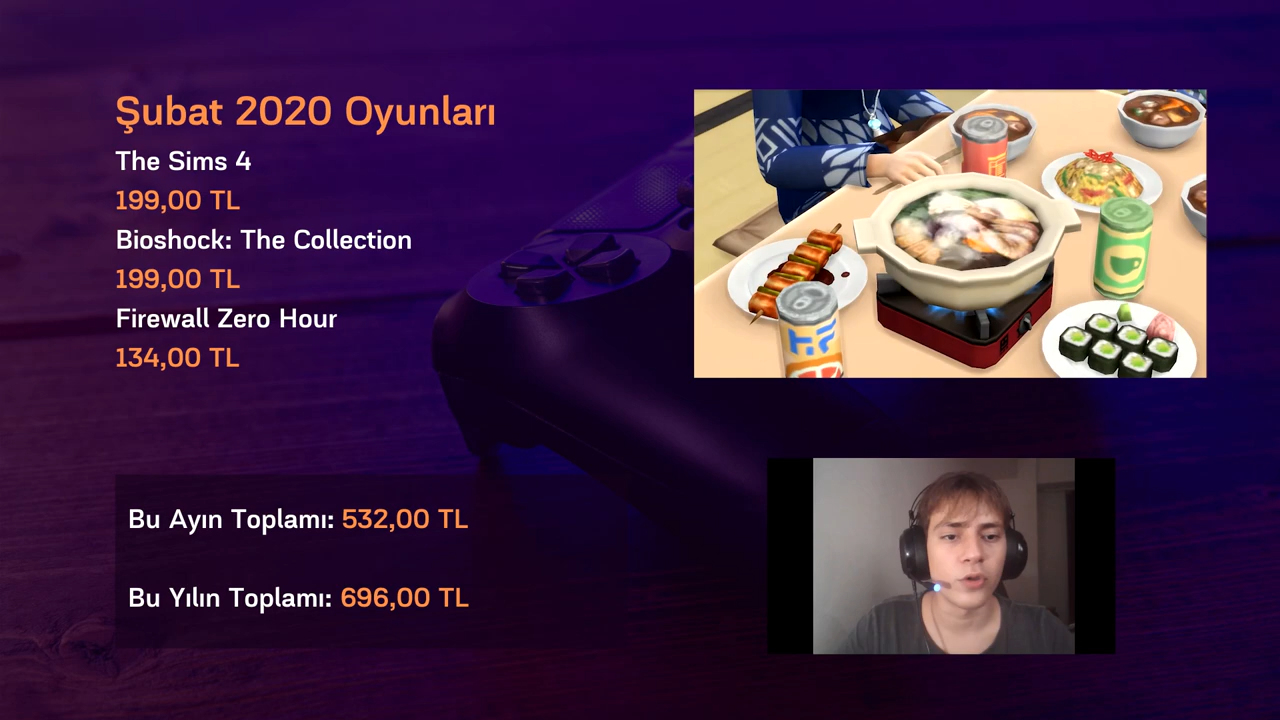 Şubat 2020 Oyunları
The Sims 4
199,00 TL
Bioshock: The Collection
199,00 TL
Firewall Zero Hour
134,00 TL
Bu Ayın Toplamı: 532,00 TL
Bu Yılın Toplamı: 696,00 TL